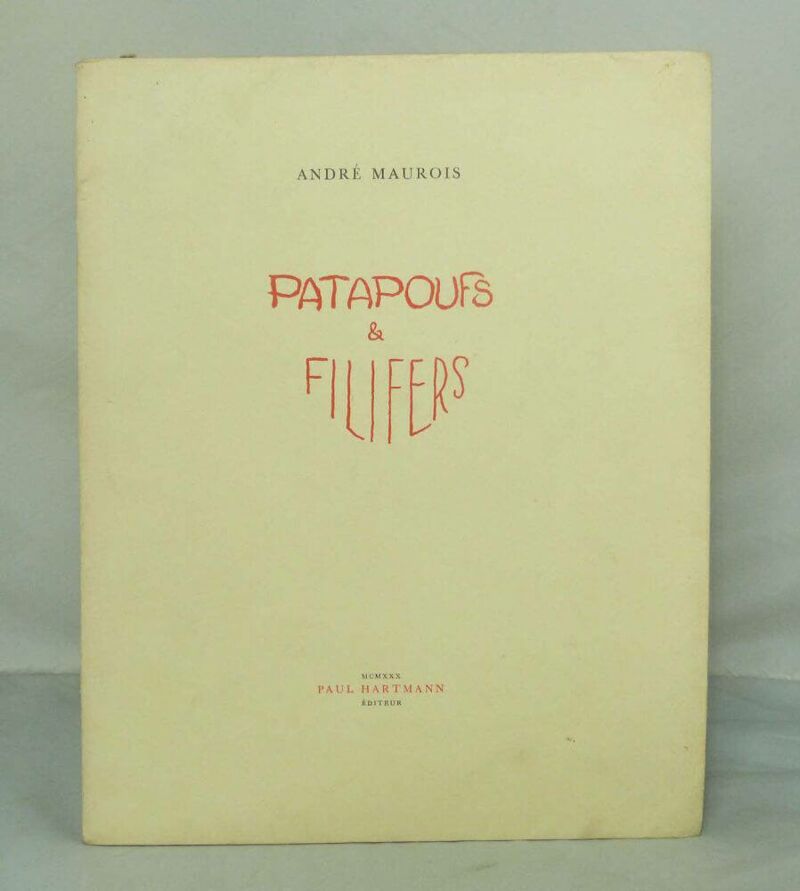 ANDRÉ MAUROIS
PATAPOUFS
&
FILIFERS
MCMXXX
PAUL HARTMANN
ÉDITEUR